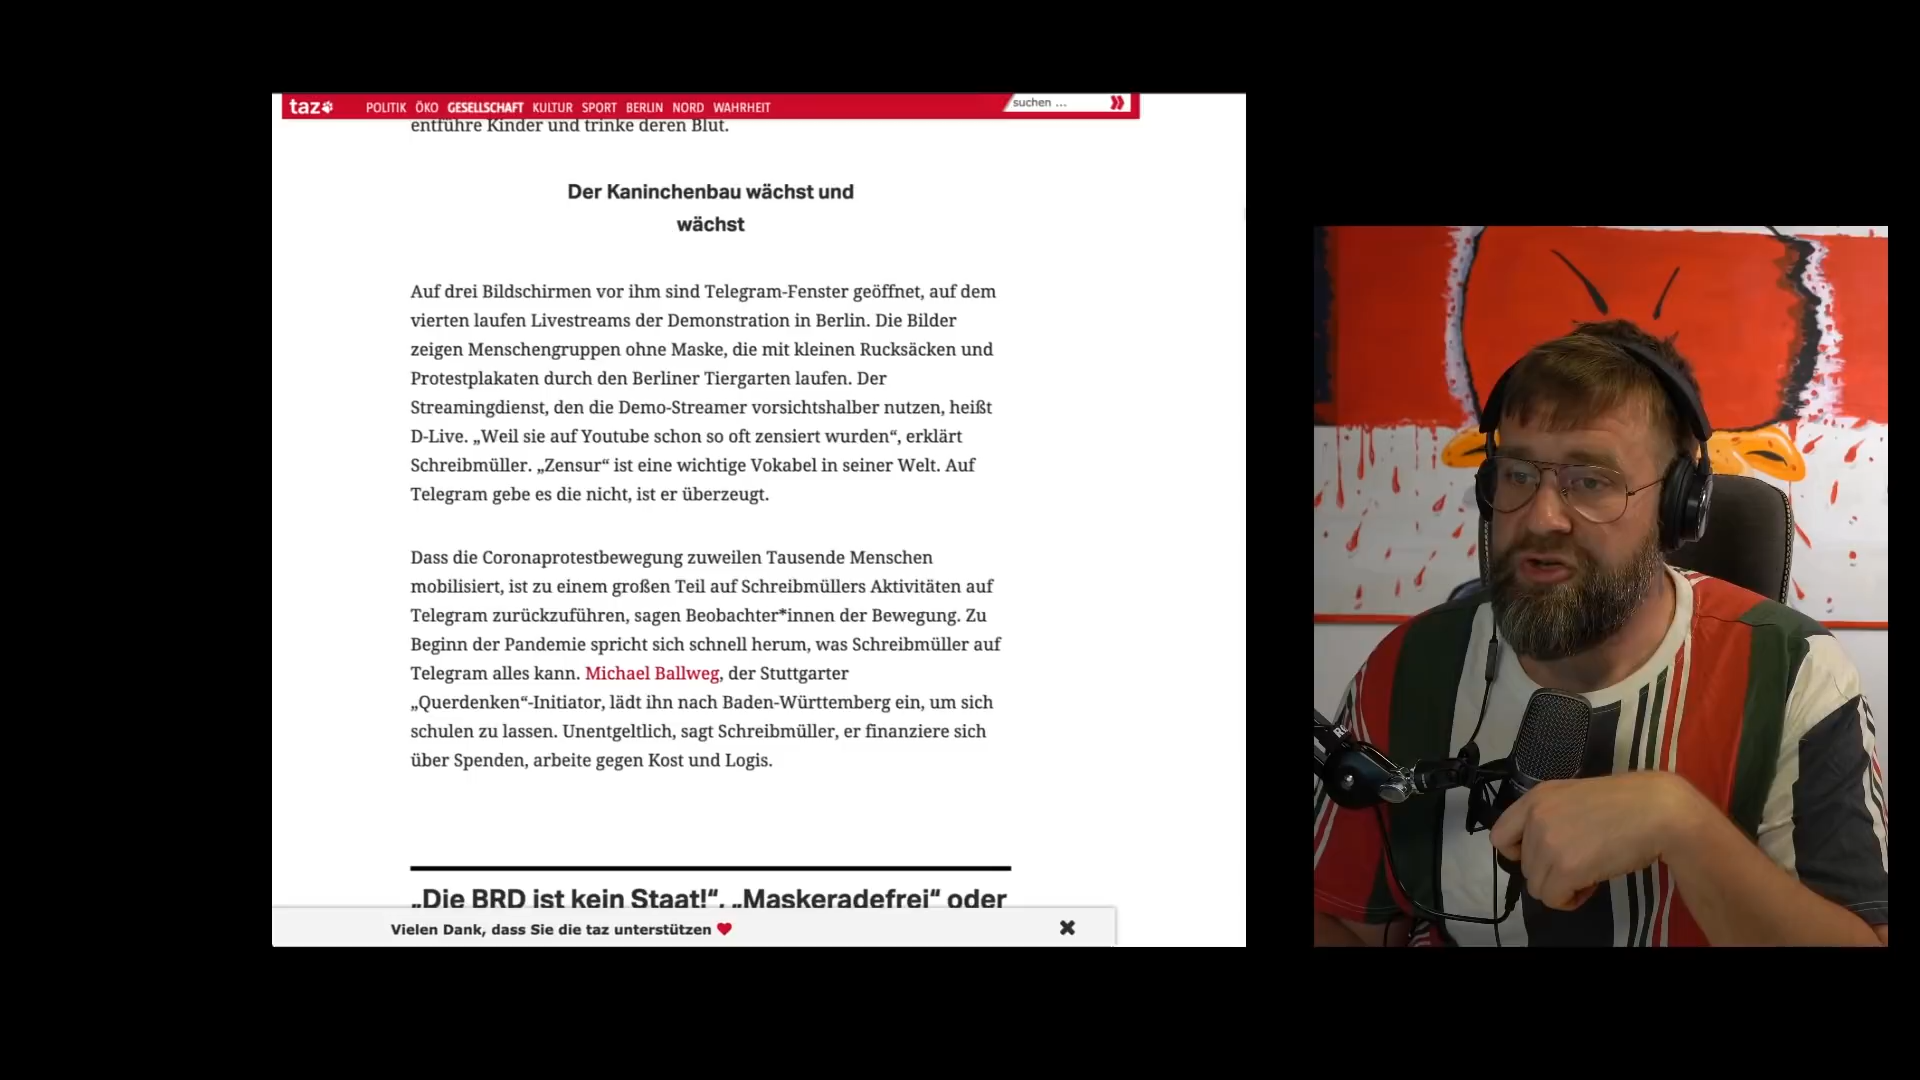 taz
POLITIK ÖKO GESELLSCHAFT KULTUR SPORT BERLIN NORD WAHRHEIT
suchen ...
entführe Kinder und trinke deren Blut.
Der Kaninchenbau wächst und
wächst
Auf drei Bildschirmen vor ihm sind Telegram-Fenster geöffnet, auf dem
vierten laufen Livestreams der Demonstration in Berlin. Die Bilder
zeigen Menschengruppen ohne Maske, die mit kleinen Rucksäcken und
Protestplakaten durch den Berliner Tiergarten laufen. Der
Streamingdienst, den die Demo-Streamer vorsichtshalber nutzen, heißt
D-Live. „Weil sie auf Youtube schon so oft zensiert wurden“, erklärt
Schreibmüller. „Zensur“ ist eine wichtige Vokabel in seiner Welt. Auf
Telegram gebe es die nicht, ist er überzeugt.
Dass die Coronaprotestbewegung zuweilen Tausende Menschen
mobilisiert, ist zu einem großen Teil auf Schreibmüllers Aktivitäten auf
Telegram zurückzuführen, sagen Beobachter*innen der Bewegung. Zu
Beginn der Pandemie spricht sich schnell herum, was Schreibmüller auf
Telegram alles kann. Michael Ballweg, der Stuttgarter
„Querdenken“-Initiator, lädt ihn nach Baden-Württemberg ein, um sich
schulen zu lassen. Unentgeltlich, sagt Schreibmüller, er finanziere sich
über Spenden, arbeite gegen Kost und Logis.
„Die BRD ist kein Staat!“, „Maskeradefrei“ oder
Vielen Dank, dass Sie die taz unterstützen